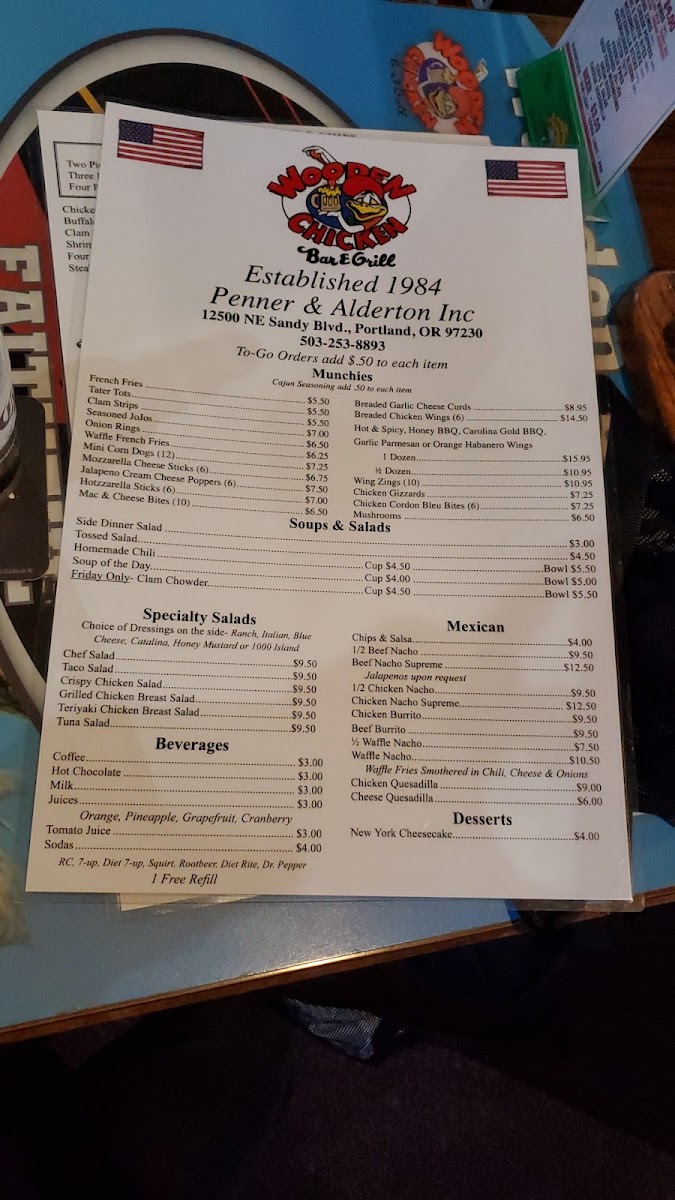 WOODEN
CHICKEN
Bar & Grill
Established 1984
Penner & Alderton Inc
12500 NE Sandy Blvd., Portland, OR 97230
503-253-8893
To-Go Orders add $.50 to each item
Munchies
Cajun Seasoning add .50 to each item
French Fries $5.50
Tater Tots $5.50
Clam Strips $5.50
Seasoned JoJos $7.00
Onion Rings $6.50
Waffle French Fries $6.25
Mini Corn Dogs (12) $7.25
Mozzarella Cheese Sticks (6) $6.75
Jalapeno Cream Cheese Poppers (6) $7.50
Hotzzarella Sticks (6) $7.00
Mac & Cheese Bites (10) $6.50
Breaded Garlic Cheese Curds $8.95
Breaded Chicken Wings (6) $14.50
Hot & Spicy, Honey BBQ, Carolina Gold BBQ,
Garlic Parmesan or Orange Habanero Wings
1 Dozen $15.95
½ Dozen $10.95
Wing Zings (10) $10.95
Chicken Gizzards $7.25
Chicken Cordon Bleu Bites (6) $7.25
Mushrooms $6.50
Soups & Salads
Side Dinner Salad $3.00
Tossed Salad $4.50
Homemade Chili Cup $4.50 Bowl $5.50
Soup of the Day Cup $4.00 Bowl $5.00
Friday Only- Clam Chowder Cup $4.50 Bowl $5.50
Specialty Salads
Choice of Dressings on the side- Ranch, Italian, Blue
Cheese, Catalina, Honey Mustard or 1000 Island
Chef Salad $9.50
Taco Salad $9.50
Crispy Chicken Salad $9.50
Grilled Chicken Breast Salad $9.50
Teriyaki Chicken Breast Salad $9.50
Tuna Salad $9.50
Beverages
Coffee $3.00
Hot Chocolate $3.00
Milk $3.00
Juices $3.00
Orange, Pineapple, Grapefruit, Cranberry
Tomato Juice $3.00
Sodas $4.00
RC, 7-up, Diet 7-up, Squirt, Rootbeer, Diet Rite, Dr. Pepper
1 Free Refill
Mexican
Chips & Salsa $4.00
1/2 Beef Nacho $9.50
Beef Nacho Supreme $12.50
Jalapenos upon request
1/2 Chicken Nacho $9.50
Chicken Nacho Supreme $12.50
Chicken Burrito $9.50
Beef Burrito $9.50
½ Waffle Nacho $7.50
Waffle Nacho $10.50
Waffle Fries Smothered in Chili, Cheese & Onions
Chicken Quesadilla $9.00
Cheese Quesadilla $6.00
Desserts
New York Cheesecake $4.00
Two
Three
Four
Clam
Four